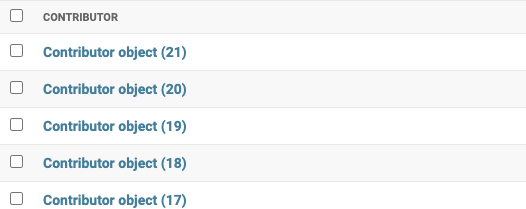 CONTRIBUTOR
Contributor object (21)
Contributor object (20)
Contributor object (19)
Contributor object (18)
Contributor object (17)